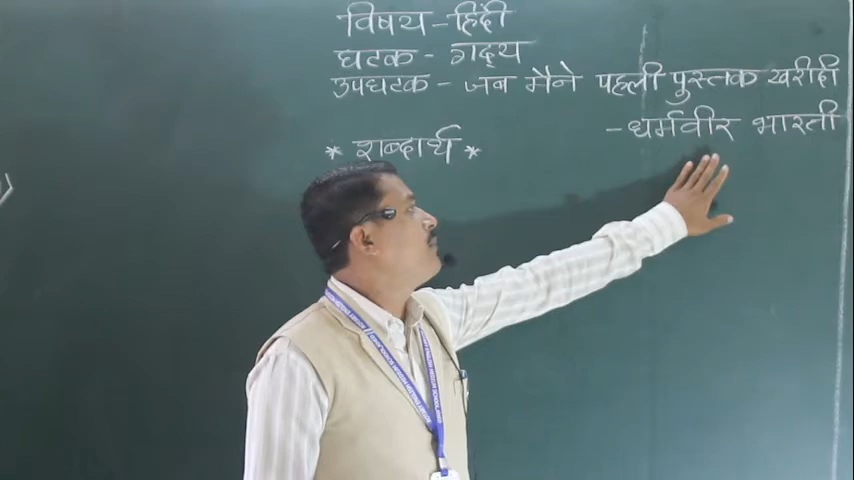 विषय - हिंदी
घटक - गद्य
उपघटक - जब मैने पहली पुस्तक खरीदी
- धर्मवीर भारती
* शब्दार्थ *